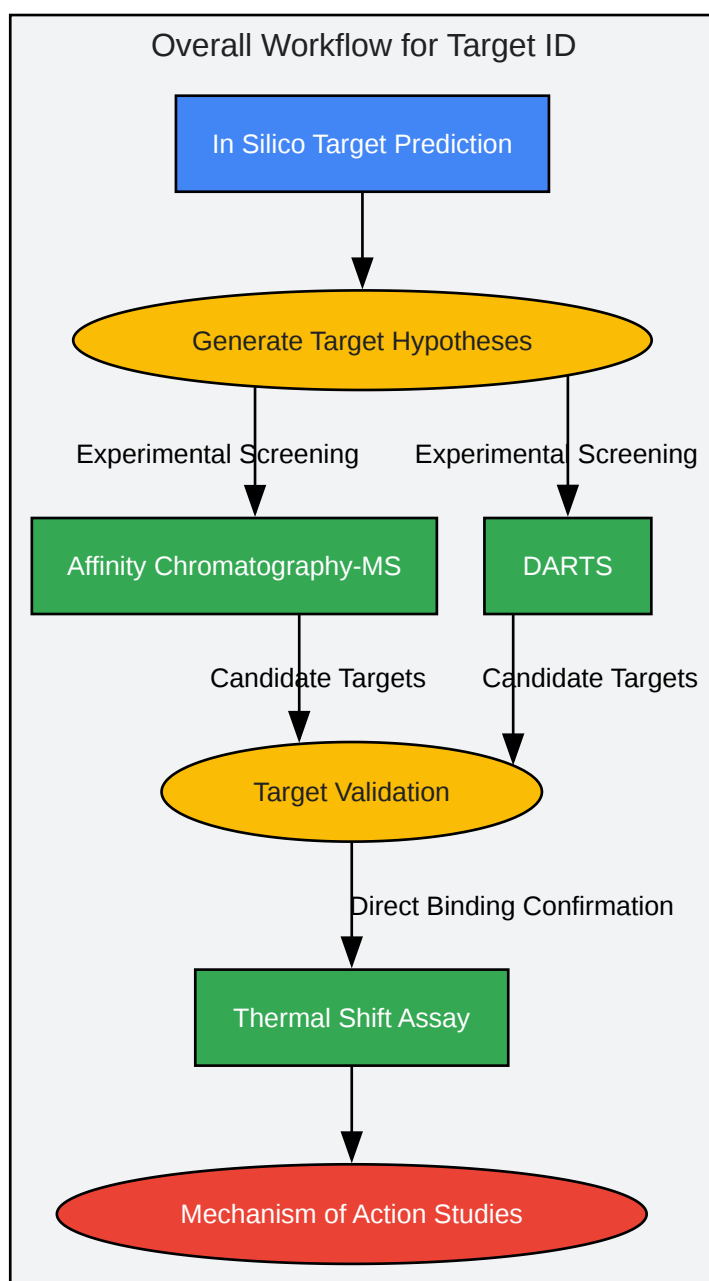 Overall Workflow for Target ID
In Silico Target Prediction
Generate Target Hypotheses
Experimental Screening
Experimental Screening
Affinity Chromatography-MS
DARTS
Candidate Targets
Candidate Targets
Target Validation
Direct Binding Confirmation
Thermal Shift Assay
Mechanism of Action Studies